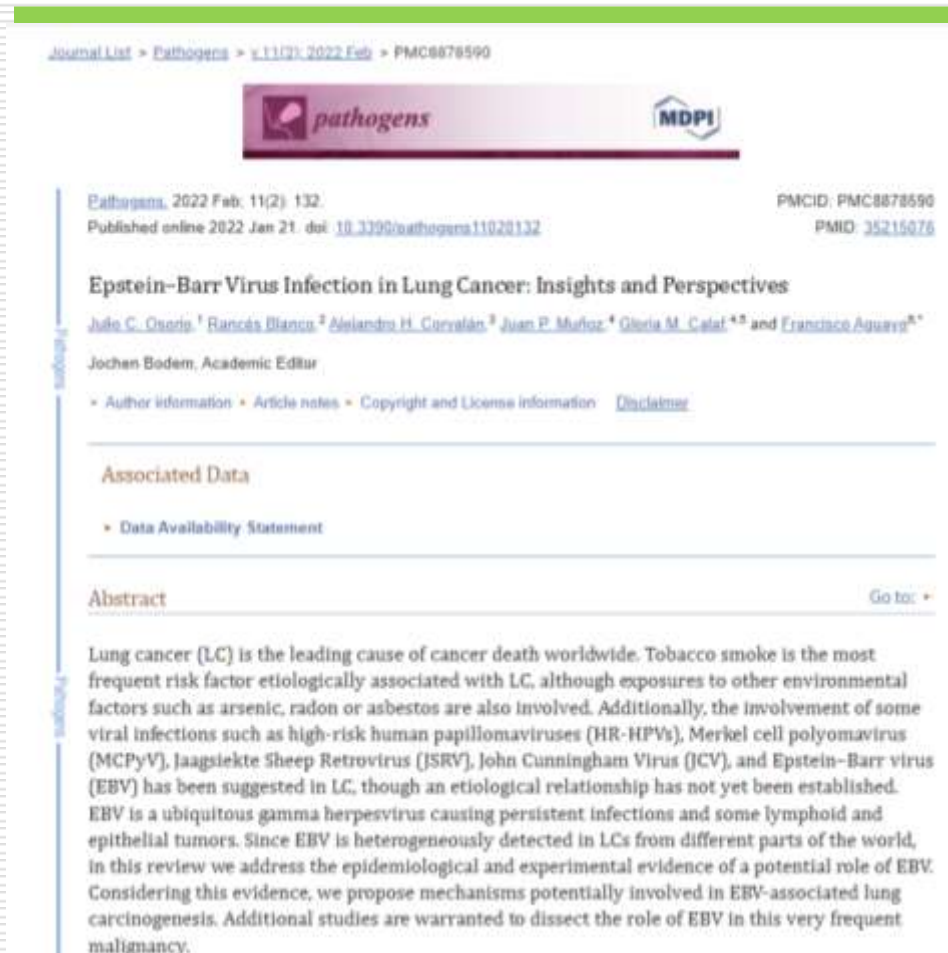 Journal List > Pathogens > v.11(2); 2022 Feb > PMC8878590
pathogens
MDPI
Pathogens. 2022 Feb; 11(2): 132.
PMCID: PMC8878590
Published online 2022 Jan 21. doi: 10.3390/pathogens11020132
PMID: 35215076
Epstein–Barr Virus Infection in Lung Cancer: Insights and Perspectives
Julio C. Osorio,1 Rancés Blanco,2 Alejandro H. Corvalán,3 Juan P. Muñoz,4 Gloria M. Calaf,4,5 and Francisco Aguayo6,*
Jochen Bodem, Academic Editor
• Author information • Article notes • Copyright and License information Disclaimer
Pathogens
Associated Data
• Data Availability Statement
Abstract
Go to:
Lung cancer (LC) is the leading cause of cancer death worldwide. Tobacco smoke is the most
frequent risk factor etiologically associated with LC, although exposures to other environmental
factors such as arsenic, radon or asbestos are also involved. Additionally, the involvement of some
viral infections such as high-risk human papillomaviruses (HR-HPVs), Merkel cell polyomavirus
(MCPyV), Jaagsiekte Sheep Retrovirus (JSRV), John Cunningham Virus (JCV), and Epstein–Barr virus
(EBV) has been suggested in LC, though an etiological relationship has not yet been established.
EBV is a ubiquitous gamma herpesvirus causing persistent infections and some lymphoid and
epithelial tumors. Since EBV is heterogeneously detected in LCs from different parts of the world,
in this review we address the epidemiological and experimental evidence of a potential role of EBV.
Considering this evidence, we propose mechanisms potentially involved in EBV-associated lung
carcinogenesis. Additional studies are warranted to dissect the role of EBV in this very frequent
malignancy.
Pathogens